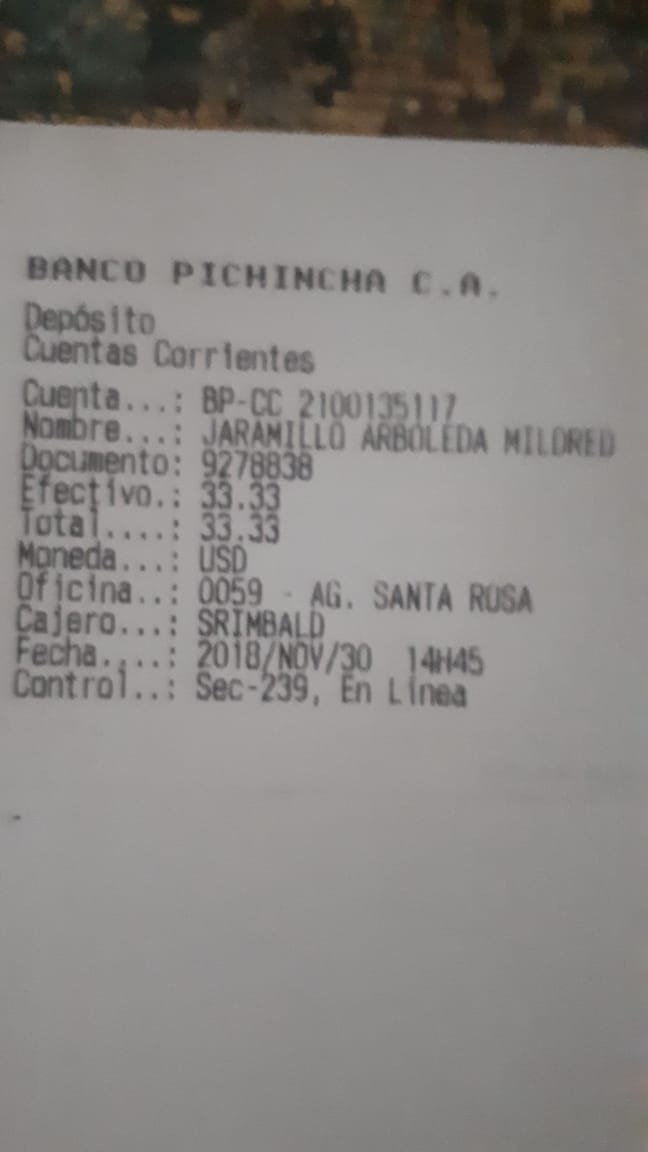 BANCO PICHINCHA C.A.
Depósito
Cuentas Corrientes
Cuenta...: BP-CC 2100135117
Nombre...: JARAMILLO ARBOLEDA MILDRED
Documento: 9278838
Efectivo.: 33.33
Total....: 33.33
Moneda...: USD
Oficina..: 0059 - AG. SANTA ROSA
Cajero...: SRIMBALD
Fecha....: 2018/NOV/30 14H45
Control..: Sec-239, En Línea